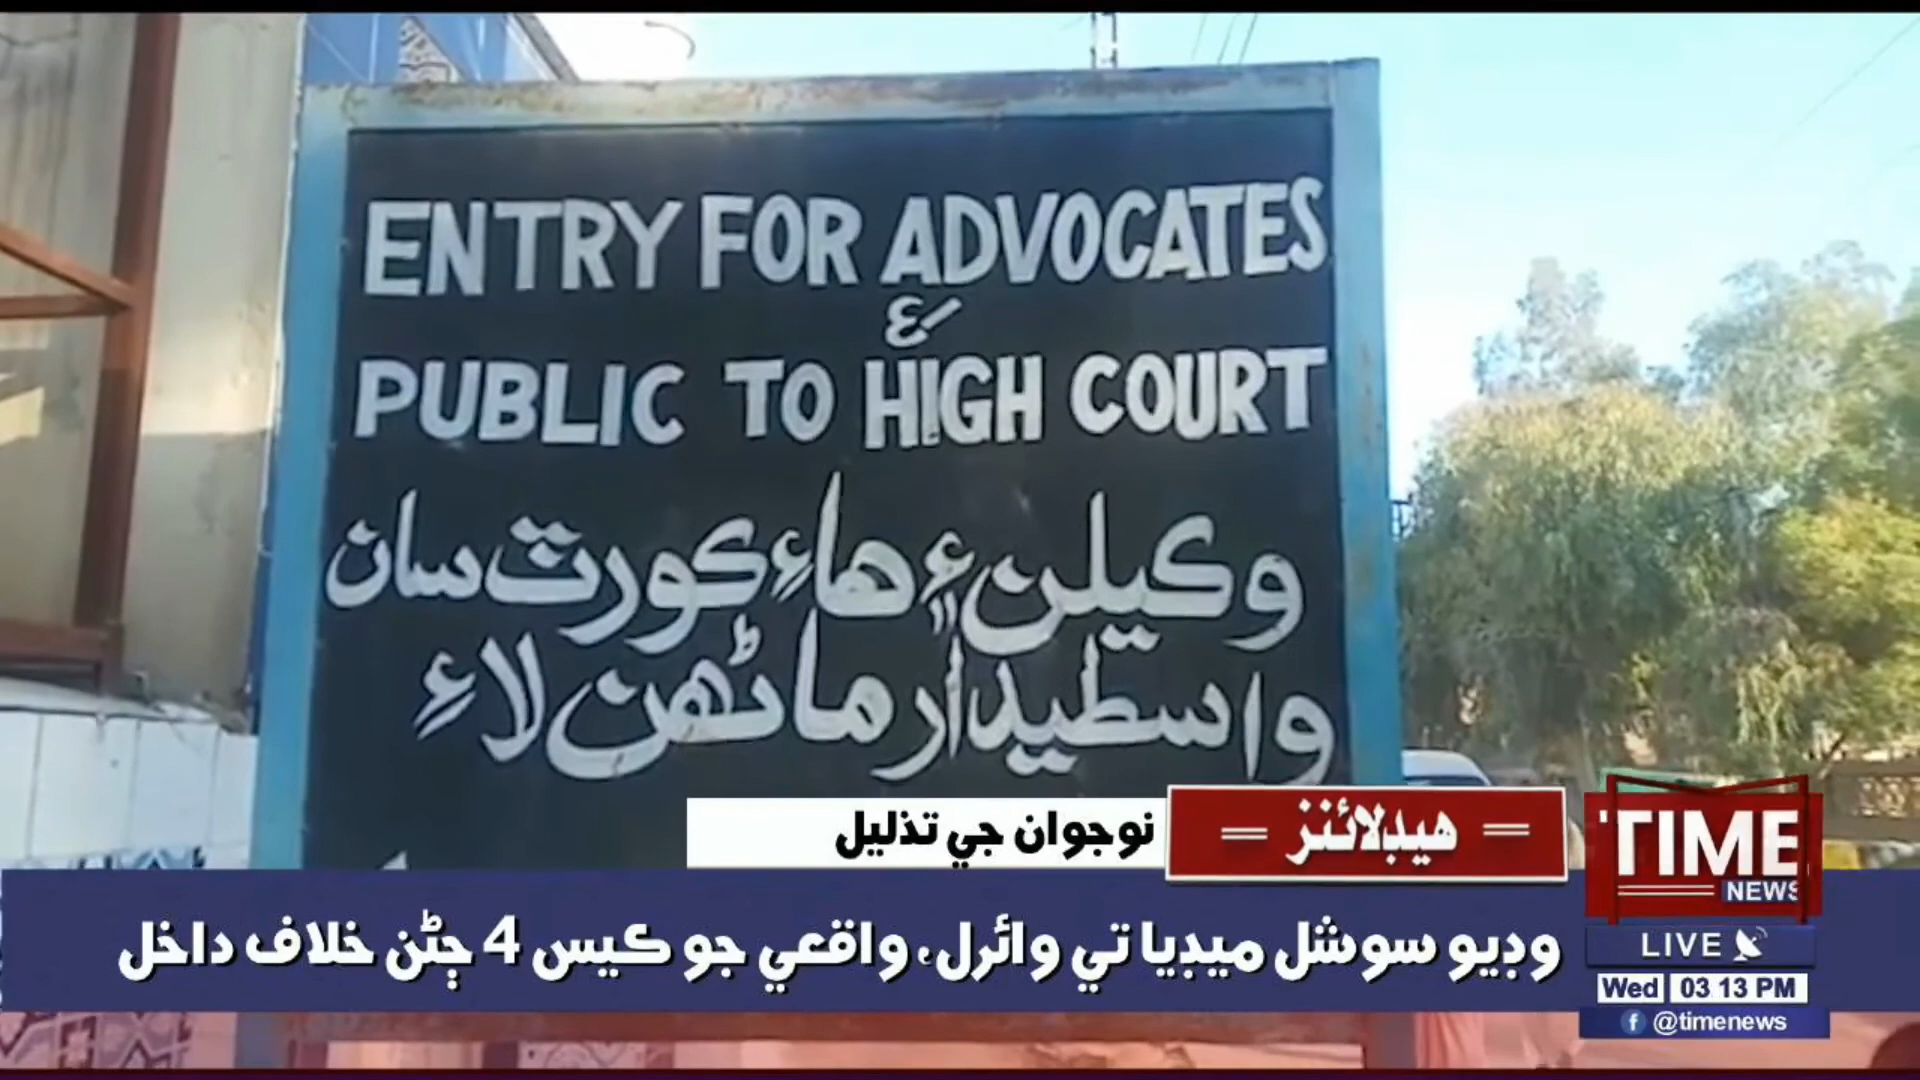 ENTRY FOR ADVOCATES
PUBLIC TO HIGH COURT
وڪيلن ۽ هاءِ ڪورٽ سان
واسطيدار ماڻهن لاءِ
نوجوان جي تذليل
هيڊلائنز
وڊيو سوشل ميڊيا تي وائرل، واقعي جو ڪيس 4 ڄڻن خلاف داخل
TIME
NEWS
LIVE
Wed 03 13 PM
@timenews